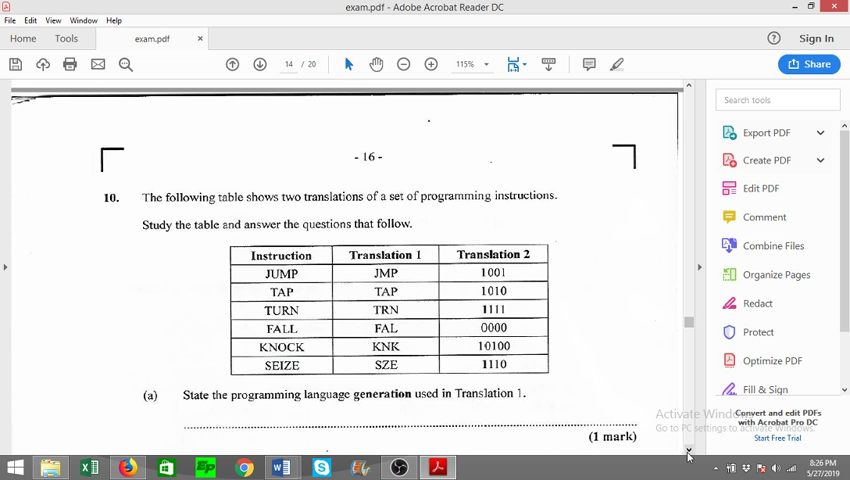 exam.pdf - Adobe Acrobat Reader DC
File Edit View Window Help
Home Tools exam.pdf × ? Sign In
14 / 20 115% Share
- 16 -
10. The following table shows two translations of a set of programming instructions.
Study the table and answer the questions that follow.
Instruction Translation 1 Translation 2
JUMP JMP 1001
TAP TAP 1010
TURN TRN 1111
FALL FAL 0000
KNOCK KNK 10100
SEIZE SZE 1110
(a) State the programming language generation used in Translation 1.
(1 mark)
Search tools
Export PDF
Create PDF
Edit PDF
Comment
Combine Files
Organize Pages
Redact
Protect
Optimize PDF
Fill & Sign
Activate Windows
Go to PC settings to activate Windows.
Convert and edit PDFs
with Acrobat Pro DC
Start Free Trial
Ep
8:26 PM
5/27/2019